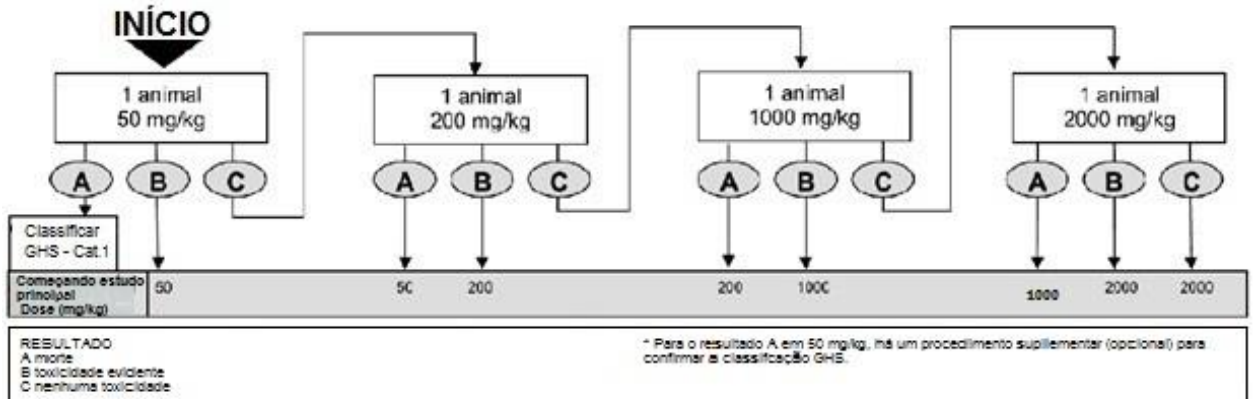 INÍCIO
1 animal
50 mg/kg
1 animal
200 mg/kg
1 animal
1000 mg/kg
1 animal
2000 mg/kg
A B C
A B C
A B C
A B C
Classificar
GHS - Cat.1
Começando estudo
principal
Dose (mg/kg)
50 50 200 200 1000 1000 2000 2000
RESULTADO
A morte
B toxicidade evidente
C nenhuma toxicidade
* Para o resultado A em 50 mg/kg, há um procedimento supllementar (opcional) para
confirmar a classifcação GHS.